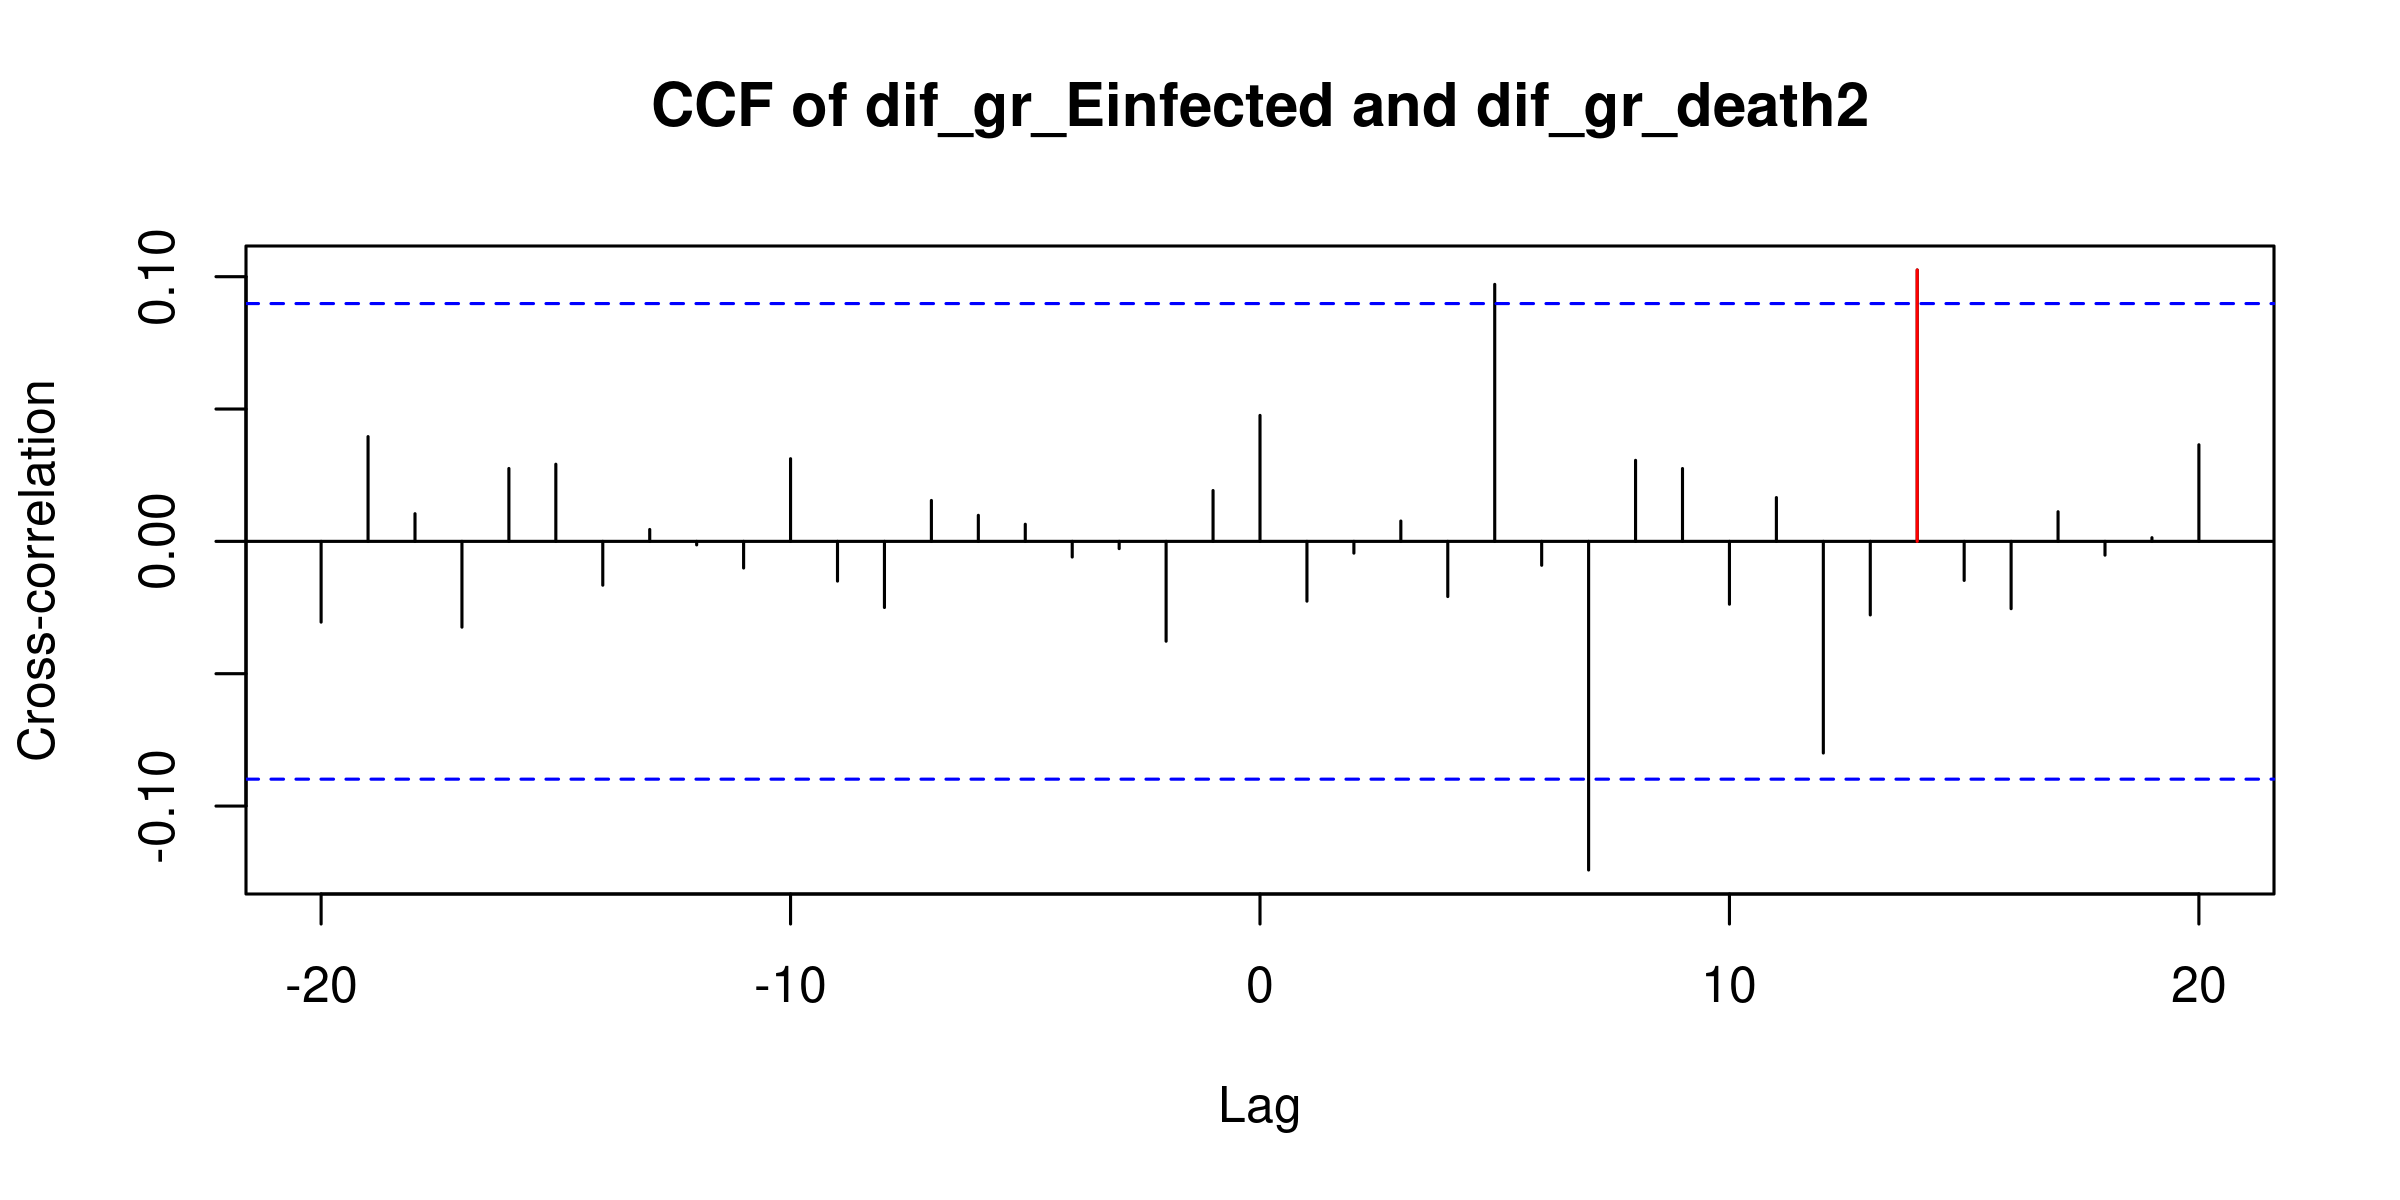 CCF of dif_gr_Einfected and dif_gr_death2
Cross-correlation
0.10
0.00
-0.10
-20 -10 0 10 20
Lag